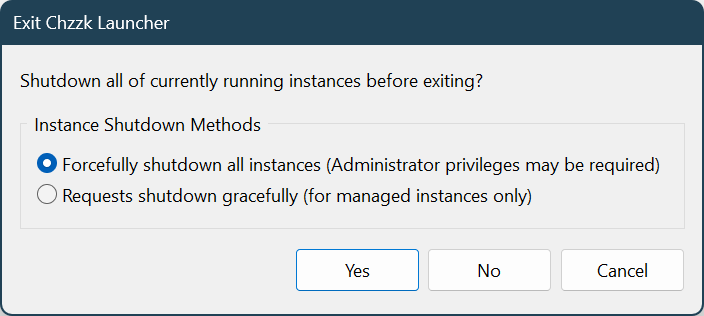 Exit Chzzk Launcher
Shutdown all of currently running instances before exiting?
Instance Shutdown Methods
Forcefully shutdown all instances (Administrator privileges may be required)
Requests shutdown gracefully (for managed instances only)
Yes
No
Cancel